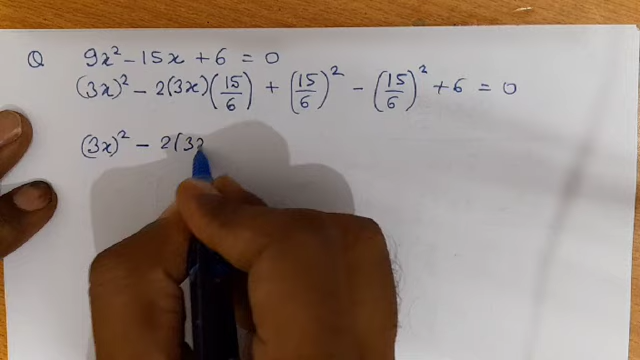 Q 9x² - 15x + 6 = 0
(3x)² - 2(3x)(15/6) + (15/6)² - (15/6)² + 6 = 0
(3x)² - 2(3x